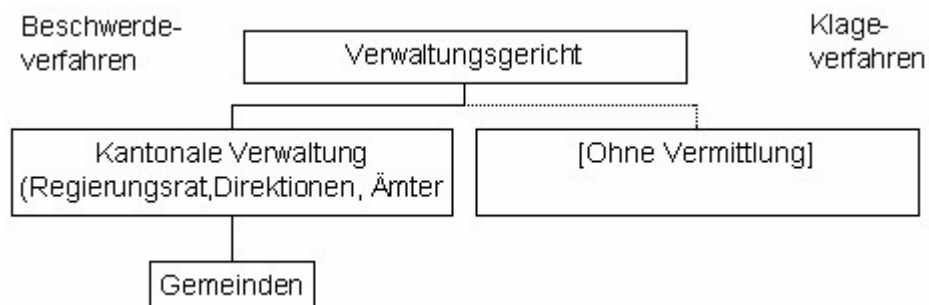 Beschwerde-
verfahren
Verwaltungsgericht
Klage-
verfahren
Kantonale Verwaltung
(Regierungsrat,Direktionen, Ämter
[Ohne Vermittlung]
Gemeinden